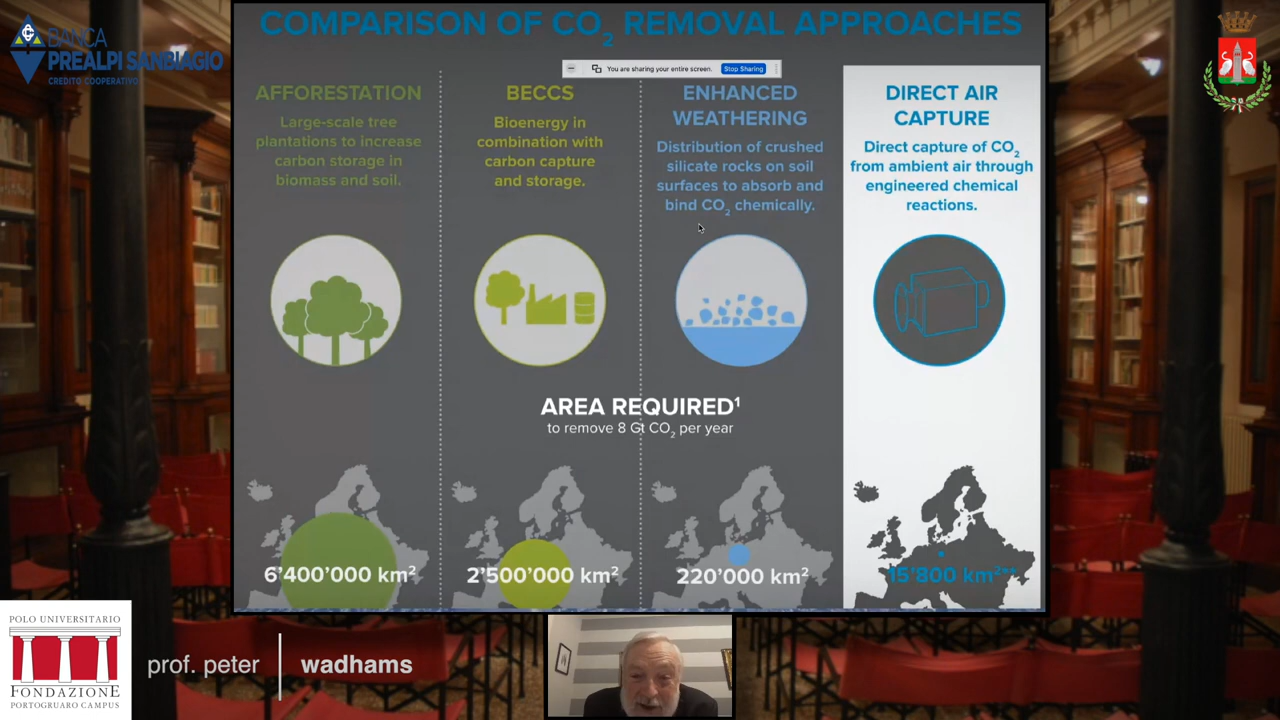 COMPARISON OF CO2 REMOVAL APPROACHES
BANCA
PREALPI SANBIAGIO
CREDITO COOPERATIVO
You are sharing your entire screen.
Stop Sharing
AFFORESTATION
Large-scale tree
plantations to increase
carbon storage in
biomass and soil.
BECCS
Bioenergy in
combination with
carbon capture
and storage.
ENHANCED
WEATHERING
Distribution of crushed
silicate rocks on soil
surfaces to absorb and
bind CO2 chemically.
DIRECT AIR
CAPTURE
Direct capture of CO2
from ambient air through
engineered chemical
reactions.
AREA REQUIRED¹
to remove 8 Gt CO2 per year
6'400'000 km²
2'500'000 km²
220'000 km²
15'800 km²**
POLO UNIVERSITARIO
FONDAZIONE
PORTOGRUARO CAMPUS
prof. peter
wadhams